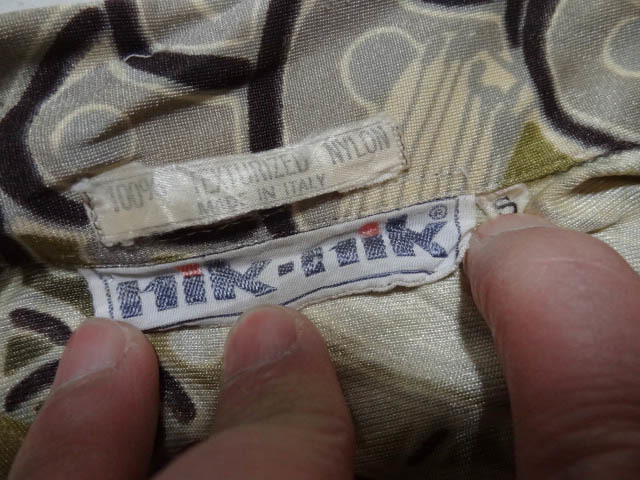 100% TEXTURIZED NYLON
MADE IN ITALY
nik-nik®
S